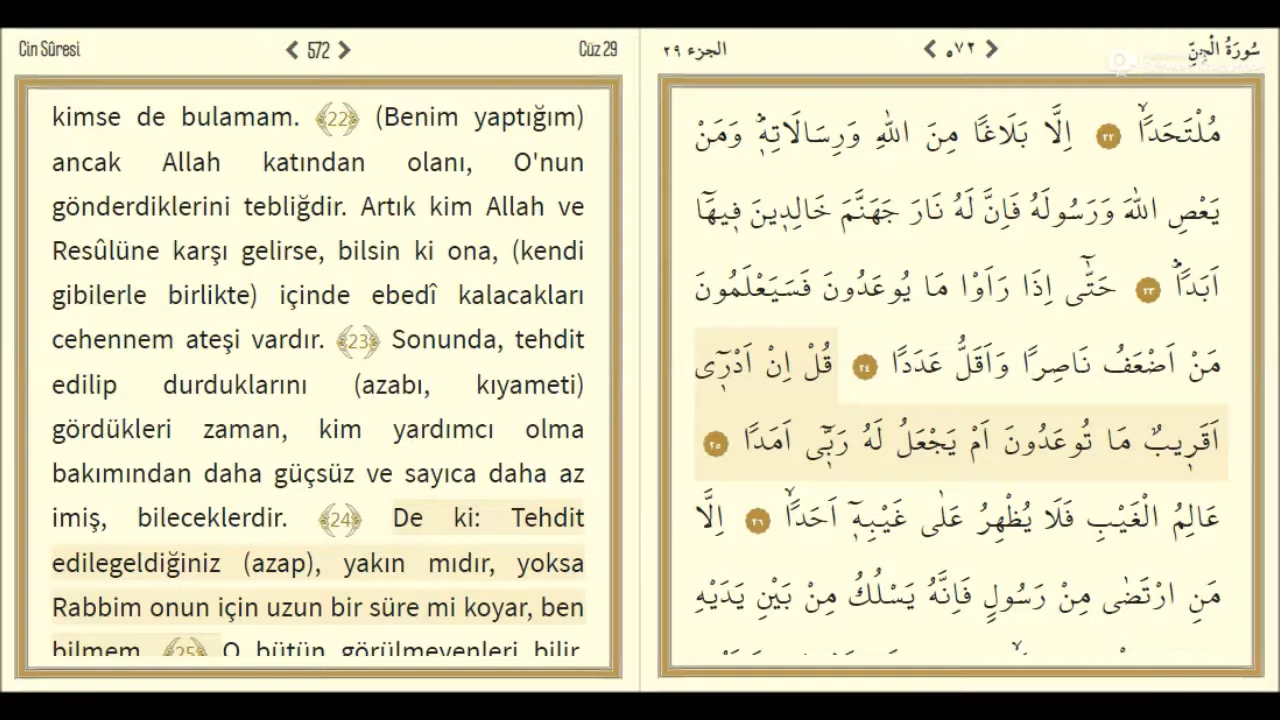 Cin Sûresi
572
Cüz 29
kimse de bulamam. 22 (Benim yaptığım)
ancak Allah katından olanı, O'nun
gönderdiklerini tebliğdir. Artık kim Allah ve
Resûlüne karşı gelirse, bilsin ki ona, (kendi
gibilerle birlikte) içinde ebedî kalacakları
cehennem ateşi vardır. 23 Sonunda, tehdit
edilip durduklarını (azabı, kıyameti)
gördükleri zaman, kim yardımcı olma
bakımından daha güçsüz ve sayıca daha az
imiş, bileceklerdir. 24 De ki: Tehdit
edilegeldiğiniz (azap), yakın mıdır, yoksa
Rabbim onun için uzun bir süre mi koyar, ben
bilmem 25 O bütün görülmeyenleri bilir.
سُورَةُ الْجِنِّ
٥٧٢
الجزء ٢٩
مُلْتَحَدًاۙ ٢٢ اِلَّا بَلَاغًا مِنَ اللّٰهِ وَرِسَالَاتِه۪ۜ وَمَنْ
يَعْصِ اللّٰهَ وَرَسُولَهُ فَاِنَّ لَهُ نَارَ جَهَنَّمَ خَالِد۪ينَ ف۪يهَٓا
اَبَدًاۜ ٢٣ حَتّٰٓى اِذَا رَاَوْا مَا يُوعَدُونَ فَسَيَعْلَمُونَ
مَنْ اَضْعَفُ نَاصِرًا وَاَقَلُّ عَدَدًا ٢٤ قُلْ اِنْ اَدْر۪ٓى
اَقَر۪يبٌ مَا تُوعَدُونَ اَمْ يَجْعَلُ لَهُ رَبّ۪ٓى اَمَدًا ٢٥
عَالِمُ الْغَيْبِ فَلَا يُظْهِرُ عَلٰى غَيْبِه۪ٓ اَحَدًاۙ ٢٦ اِلَّا
مَنِ ارْتَضٰى مِنْ رَسُولٍ فَاِنَّهُ يَسْلُكُ مِنْ بَيْنِ يَدَيْهِ